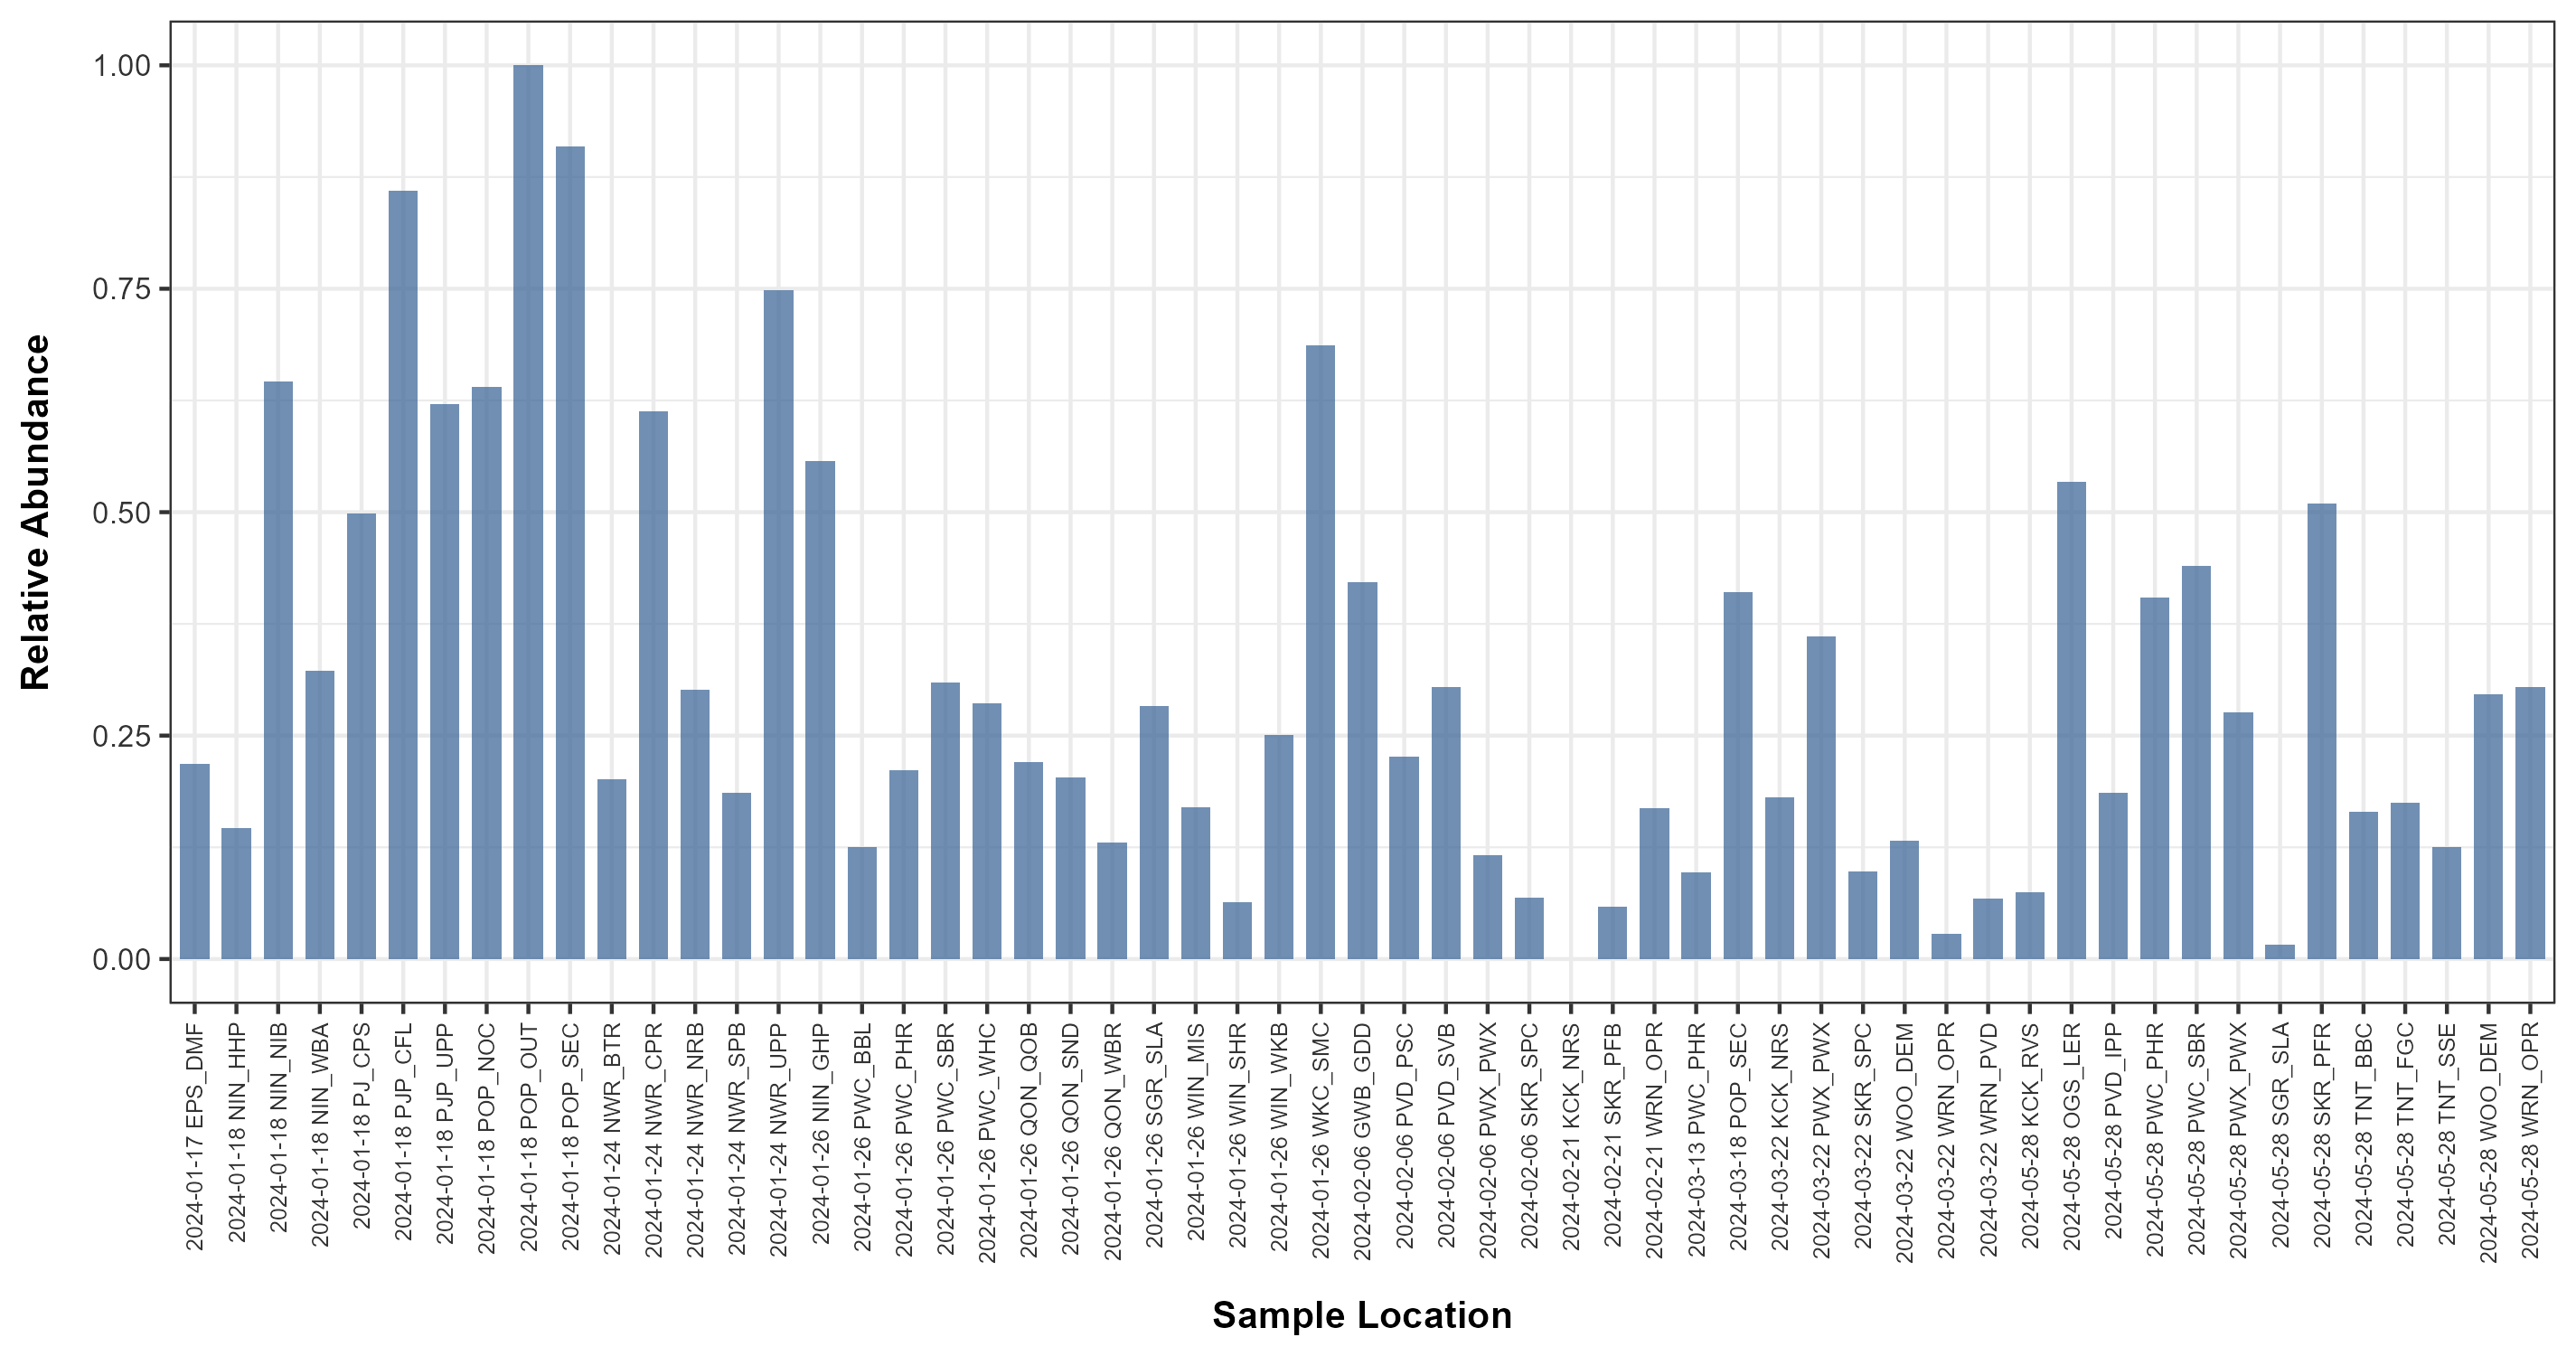 Relative Abundance
1.00
0.75
0.50
0.25
0.00
2024-01-17 EPS_DMF
2024-01-18 NIN_HHP
2024-01-18 NIN_NIB
2024-01-18 NIN_WBA
2024-01-18 PJ_CPS
2024-01-18 PJP_CFL
2024-01-18 PJP_UPP
2024-01-18 POP_NOC
2024-01-18 POP_OUT
2024-01-18 POP_SEC
2024-01-24 NWR_BTR
2024-01-24 NWR_CPR
2024-01-24 NWR_NRB
2024-01-24 NWR_SPB
2024-01-24 NWR_UPP
2024-01-26 NIN_GHP
2024-01-26 PWC_BBL
2024-01-26 PWC_PHR
2024-01-26 PWC_SBR
2024-01-26 PWC_WHC
2024-01-26 QON_QOB
2024-01-26 QON_SND
2024-01-26 QON_WBR
2024-01-26 SGR_SLA
2024-01-26 WIN_MIS
2024-01-26 WIN_SHR
2024-01-26 WIN_WKB
2024-01-26 WKC_SMC
2024-02-06 GWB_GDD
2024-02-06 PVD_PSC
2024-02-06 PVD_SVB
2024-02-06 PWX_PWX
2024-02-06 SKR_SPC
2024-02-21 KCK_NRS
2024-02-21 SKR_PFB
2024-02-21 WRN_OPR
2024-03-13 PWC_PHR
2024-03-18 POP_SEC
2024-03-22 KCK_NRS
2024-03-22 PWX_PWX
2024-03-22 SKR_SPC
2024-03-22 WOO_DEM
2024-03-22 WRN_OPR
2024-03-22 WRN_PVD
2024-05-28 KCK_RVS
2024-05-28 OGS_LER
2024-05-28 PVD_IPP
2024-05-28 PWC_PHR
2024-05-28 PWC_SBR
2024-05-28 PWX_PWX
2024-05-28 SGR_SLA
2024-05-28 SKR_PFR
2024-05-28 TNT_BBC
2024-05-28 TNT_FGC
2024-05-28 TNT_SSE
2024-05-28 WOO_DEM
2024-05-28 WRN_OPR
Sample Location